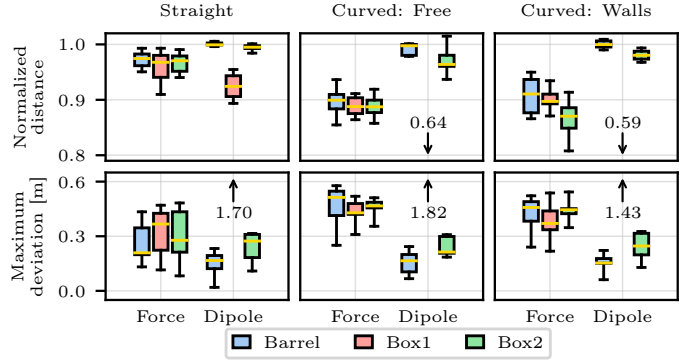 Straight
Curved: Free
Curved: Walls
Normalized
distance
1.0
0.9
0.8
0.64
0.59
Maximum
deviation [m]
0.6
0.3
0.0
1.70
1.82
1.43
Force Dipole
Force Dipole
Force Dipole
Barrel Box1 Box2